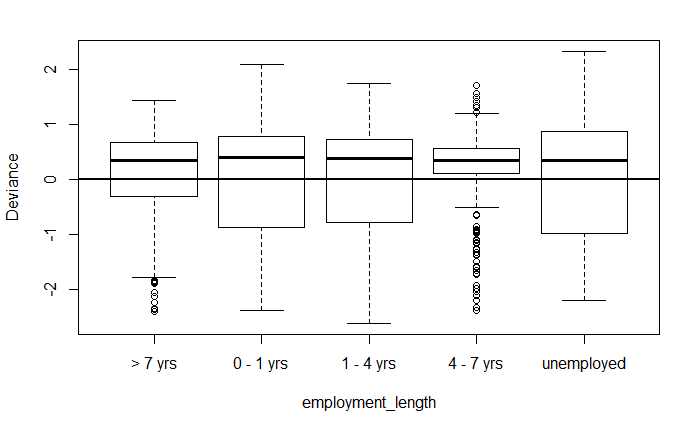 Deviance
2
1
0
-1
-2
> 7 yrs
0 - 1 yrs
1 - 4 yrs
4 - 7 yrs
unemployed
employment_length